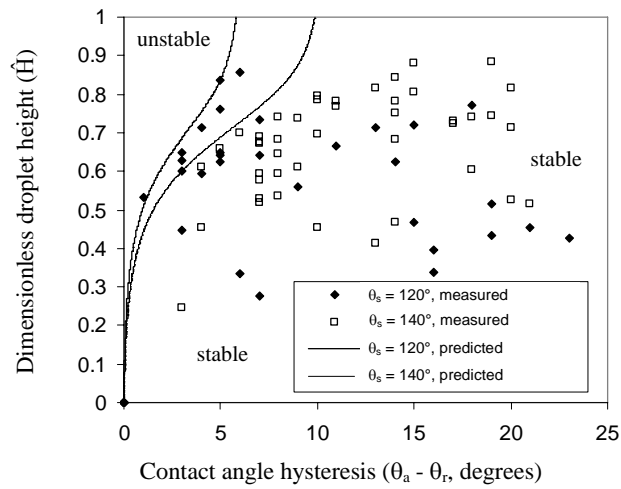 unstable
stable
stable
Dimensionless droplet height (Ĥ)
1
0.9
0.8
0.7
0.6
0.5
0.4
0.3
0.2
0.1
0
θs = 120°, measured
θs = 140°, measured
θs = 120°, predicted
θs = 140°, predicted
0 5 10 15 20 25
Contact angle hysteresis (θa - θr, degrees)